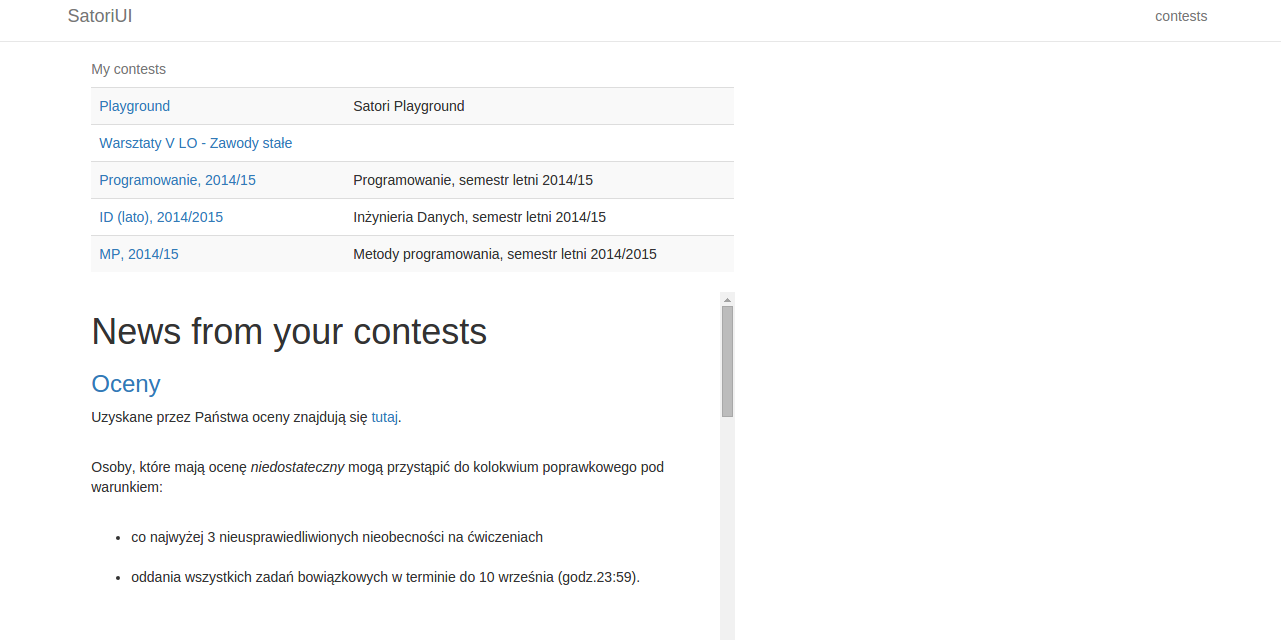 SatoriUI contests
My contests
Playground Satori Playground
Warsztaty V LO - Zawody stałe
Programowanie, 2014/15 Programowanie, semestr letni 2014/15
ID (lato), 2014/2015 Inżynieria Danych, semestr letni 2014/15
MP, 2014/15 Metody programowania, semestr letni 2014/2015
News from your contests
Oceny
Uzyskane przez Państwa oceny znajdują się tutaj.
Osoby, które mają ocenę niedostateczny mogą przystąpić do kolokwium poprawkowego pod
warunkiem:
• co najwyżej 3 nieusprawiedliwionych nieobecności na ćwiczeniach
• oddania wszystkich zadań bowiązkowych w terminie do 10 września (godz.23:59).